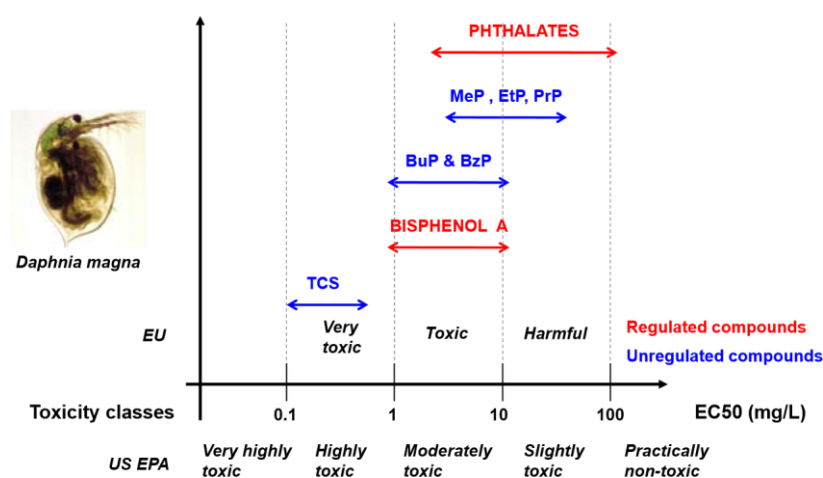 PHTHALATES
MeP , EtP, PrP
BuP & BzP
BISPHENOL A
Daphnia magna
TCS
EU
Very
toxic
Toxic
Harmful
Regulated compounds
Unregulated compounds
Toxicity classes
0.1
1
10
100
EC50 (mg/L)
US EPA
Very highly
toxic
Highly
toxic
Moderately
toxic
Slightly
toxic
Practically
non-toxic